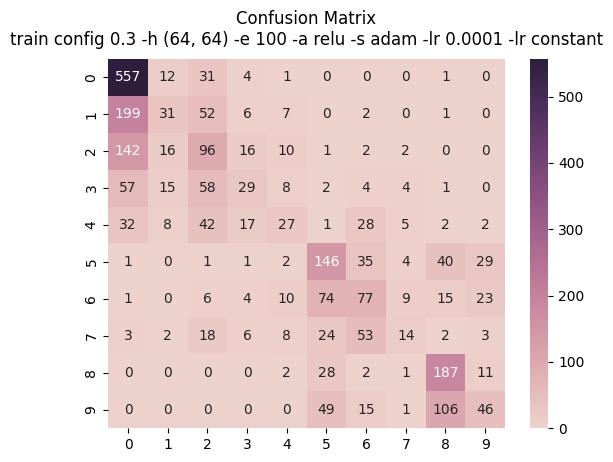 Confusion Matrix
train config 0.3 -h (64, 64) -e 100 -a relu -s adam -lr 0.0001 -lr constant
0 557 12 31 4 1 0 0 0 1 0
1 199 31 52 6 7 0 2 0 1 0
2 142 16 96 16 10 1 2 2 0 0
3 57 15 58 29 8 2 4 4 1 0
4 32 8 42 17 27 1 28 5 2 2
5 1 0 1 1 2 146 35 4 40 29
6 1 0 6 4 10 74 77 9 15 23
7 3 2 18 6 8 24 53 14 2 3
8 0 0 0 0 2 28 2 1 187 11
9 0 0 0 0 0 49 15 1 106 46
0 1 2 3 4 5 6 7 8 9
500
400
300
200
100
0